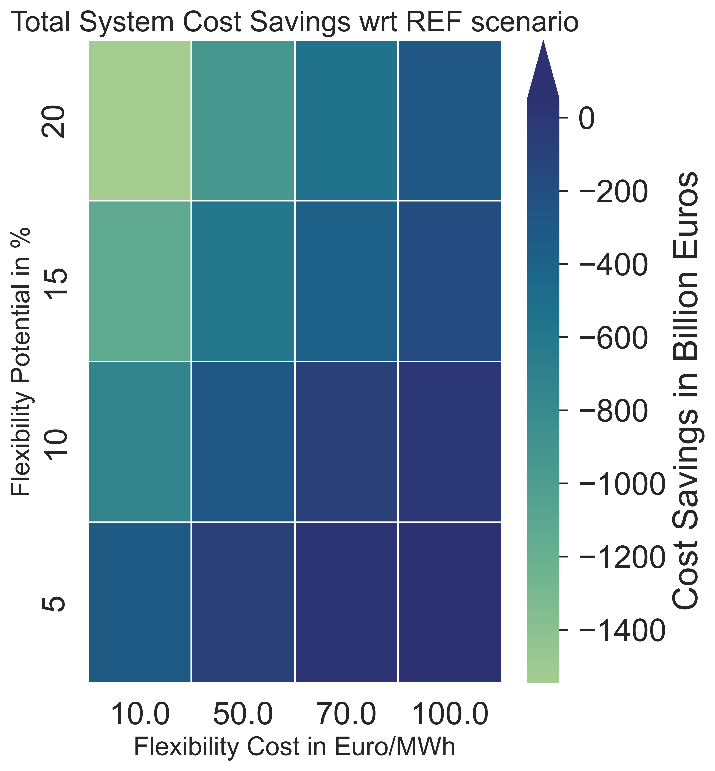 Total System Cost Savings wrt REF scenario
Flexibility Potential in %
20
15
10
5
10.0 50.0 70.0 100.0
Flexibility Cost in Euro/MWh
0
−200
−400
−600
−800
−1000
−1200
−1400
Cost Savings in Billion Euros